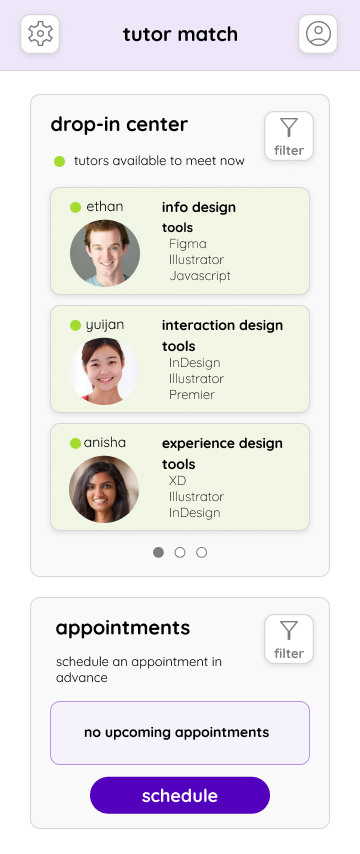 tutor match
drop-in center
filter
tutors available to meet now
ethan
info design
tools
Figma
Illustrator
Javascript
yuijan
interaction design
tools
InDesign
Illustrator
Premier
anisha
experience design
tools
XD
Illustrator
InDesign
appointments
filter
schedule an appointment in
advance
no upcoming appointments
schedule